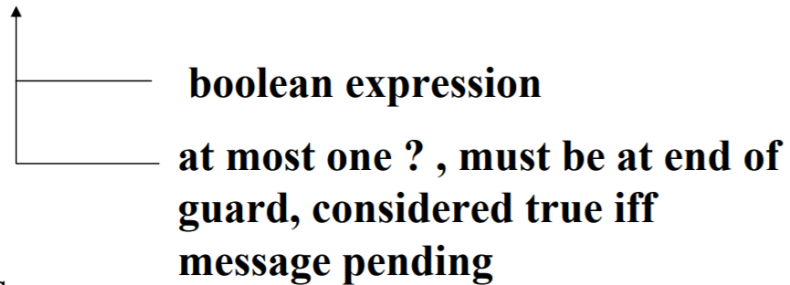 boolean expression
at most one ? , must be at end of
guard, considered true iff
message pending